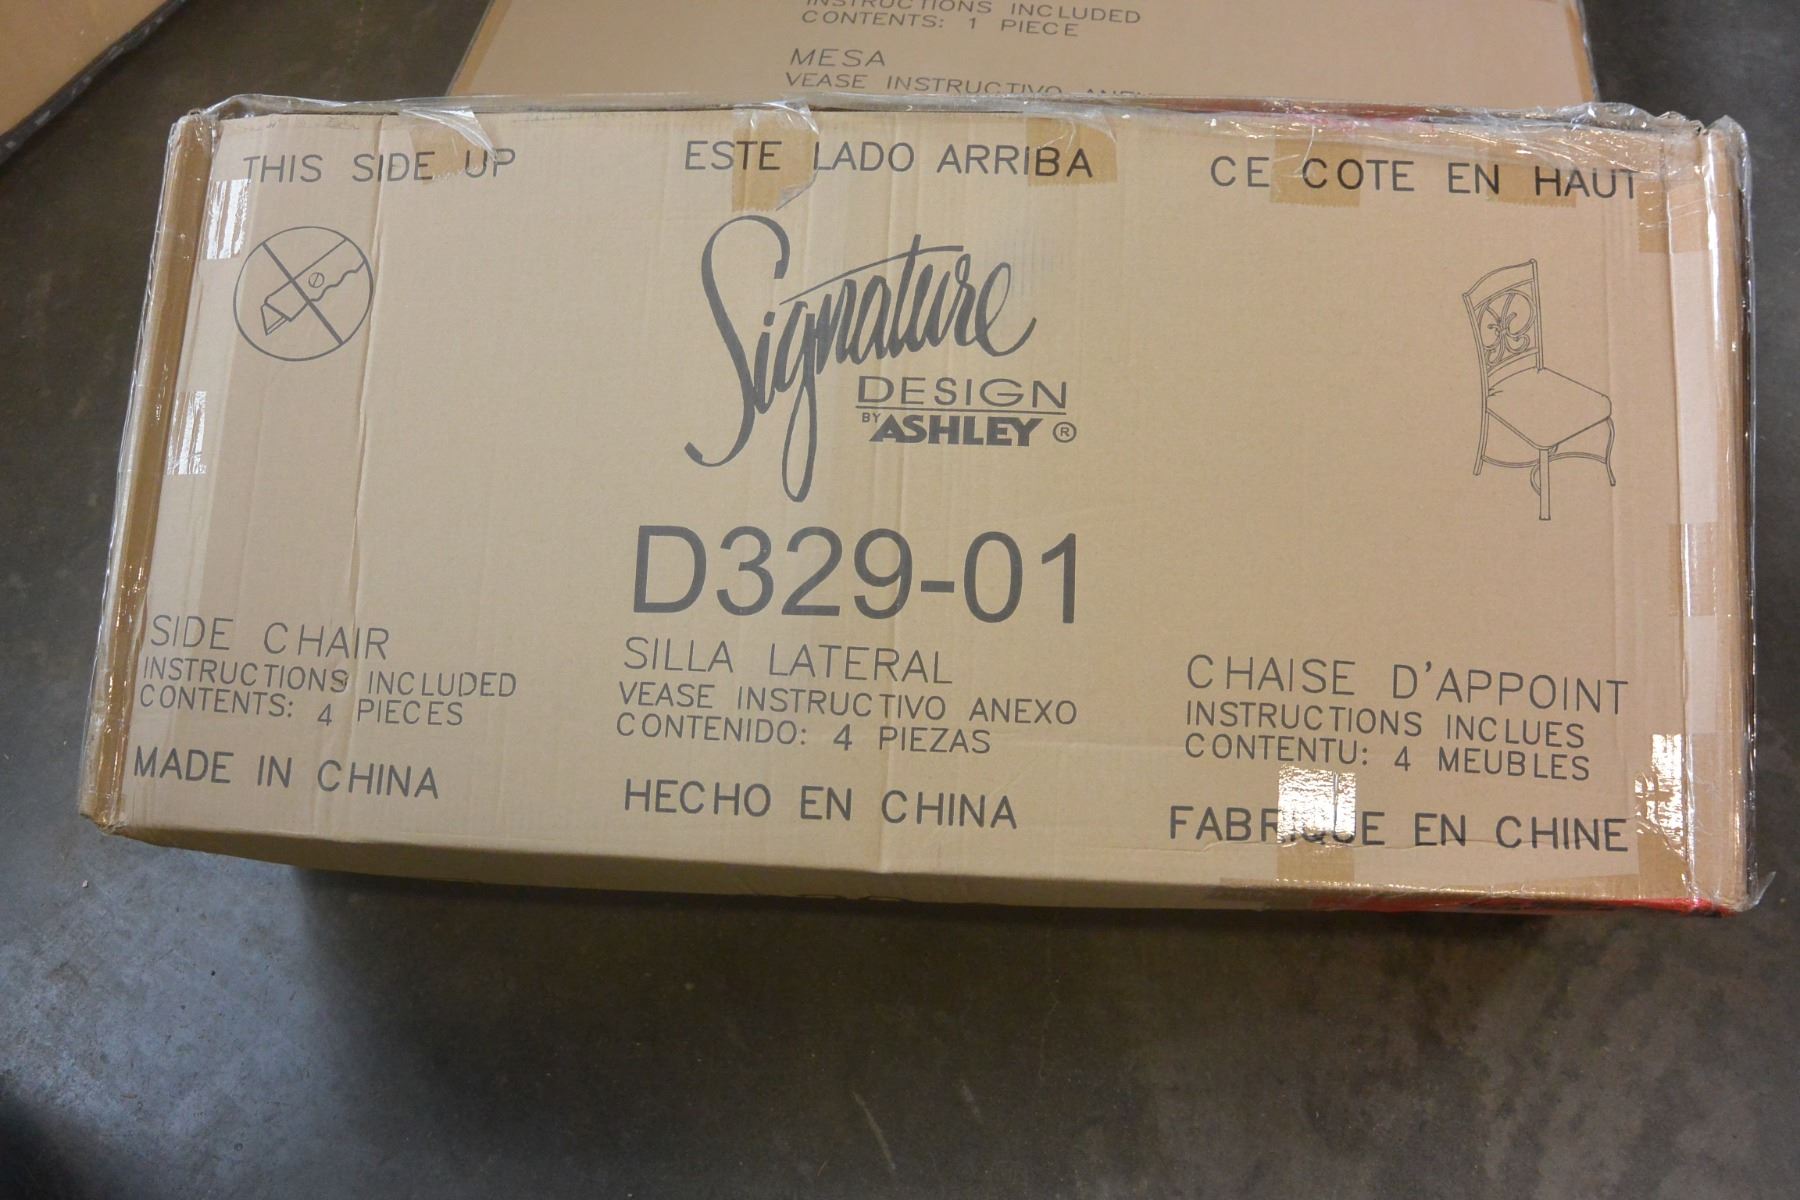 INSTRUCTIONS INCLUDED
CONTENTS: 1 PIECE
MESA
VEASE INSTRUCTIVO
THIS SIDE UP
ESTE LADO ARRIBA
CE COTE EN HAUT
Signature
DESIGN
BY ASHLEY ®
D329-01
SIDE CHAIR
INSTRUCTIONS INCLUDED
CONTENTS: 4 PIECES
MADE IN CHINA
SILLA LATERAL
VEASE INSTRUCTIVO ANEXO
CONTENIDO: 4 PIEZAS
HECHO EN CHINA
CHAISE D'APPOINT
INSTRUCTIONS INCLUES
CONTENTU: 4 MEUBLES
FABRIQUE EN CHINE